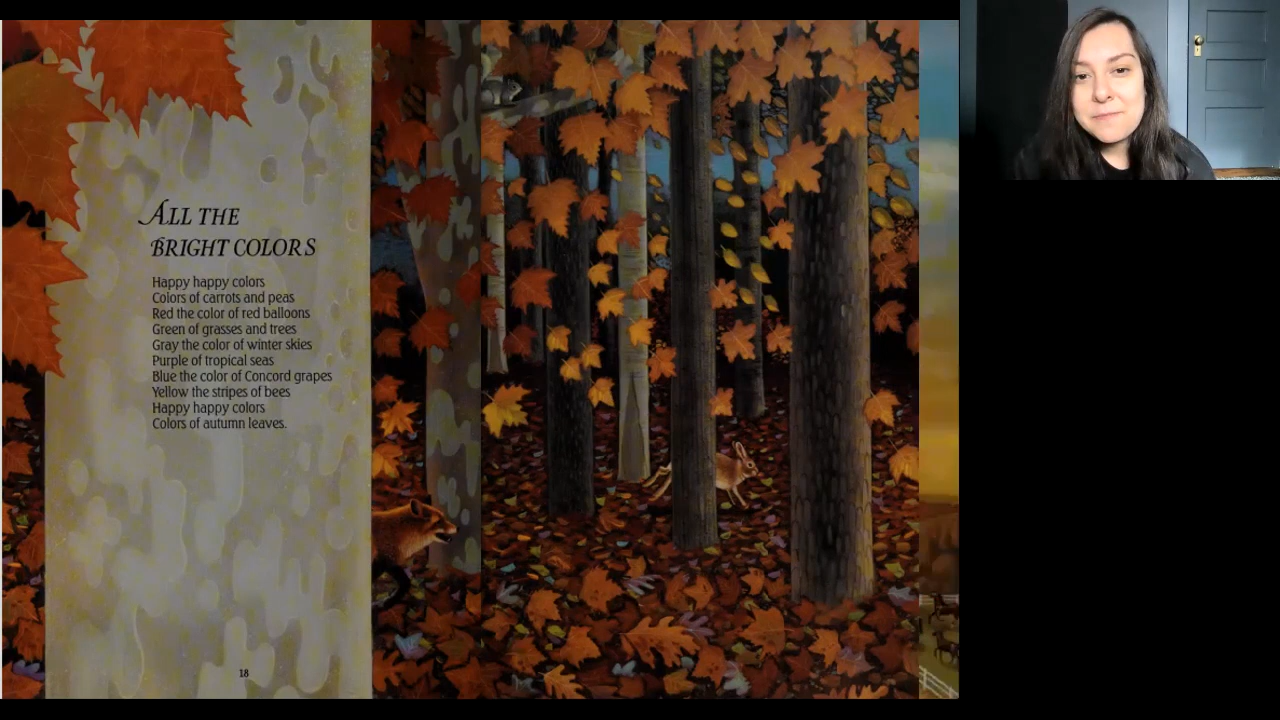 ALL THE
BRIGHT COLORS
Happy happy colors
Colors of carrots and peas
Red the color of red balloons
Green of grasses and trees
Gray the color of winter skies
Purple of tropical seas
Blue the color of Concord grapes
Yellow the stripes of bees
Happy happy colors
Colors of autumn leaves.
18